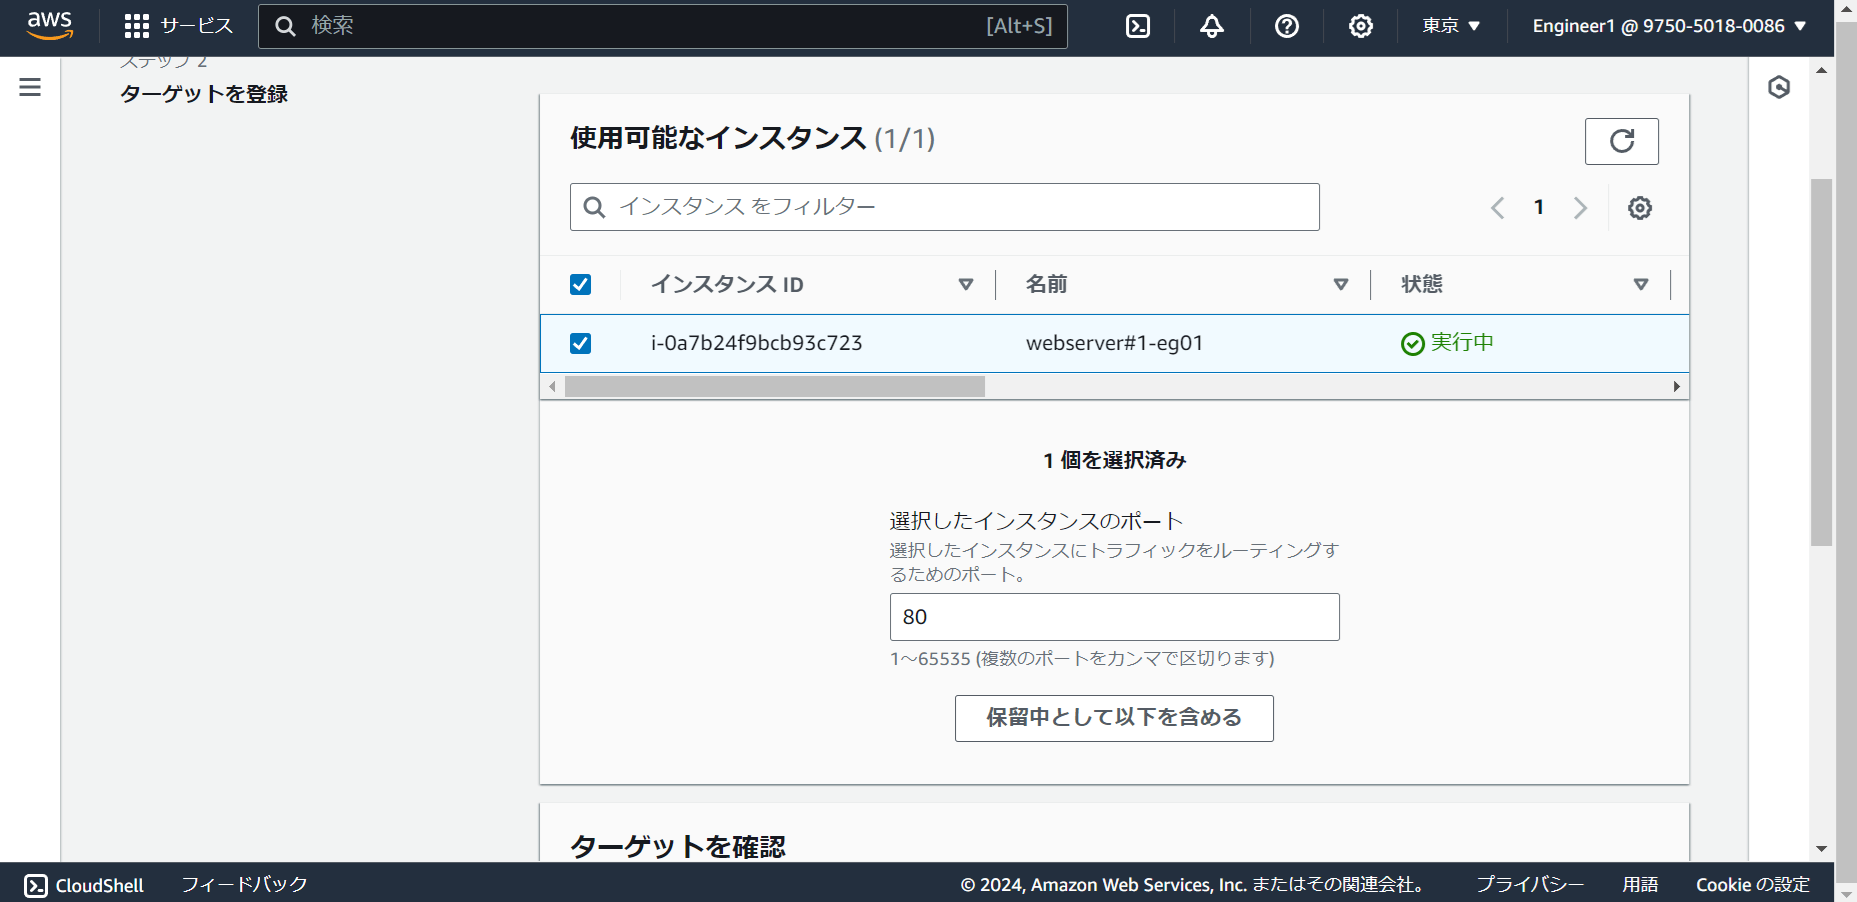 aws
サービス
検索
[Alt+S]
東京
Engineer1 @ 9750-5018-0086
ステップ 2
ターゲットを登録
使用可能なインスタンス (1/1)
インスタンス をフィルター
1
インスタンス ID
名前
状態
i-0a7b24f9bcb93c723
webserver#1-eg01
実行中
1 個を選択済み
選択したインスタンスのポート
選択したインスタンスにトラフィックをルーティングす
るためのポート。
80
1～65535 (複数のポートをカンマで区切ります)
保留中として以下を含める
ターゲットを確認
CloudShell
フィードバック
© 2024, Amazon Web Services, Inc. またはその関連会社。
プライバシー
用語
Cookie の設定